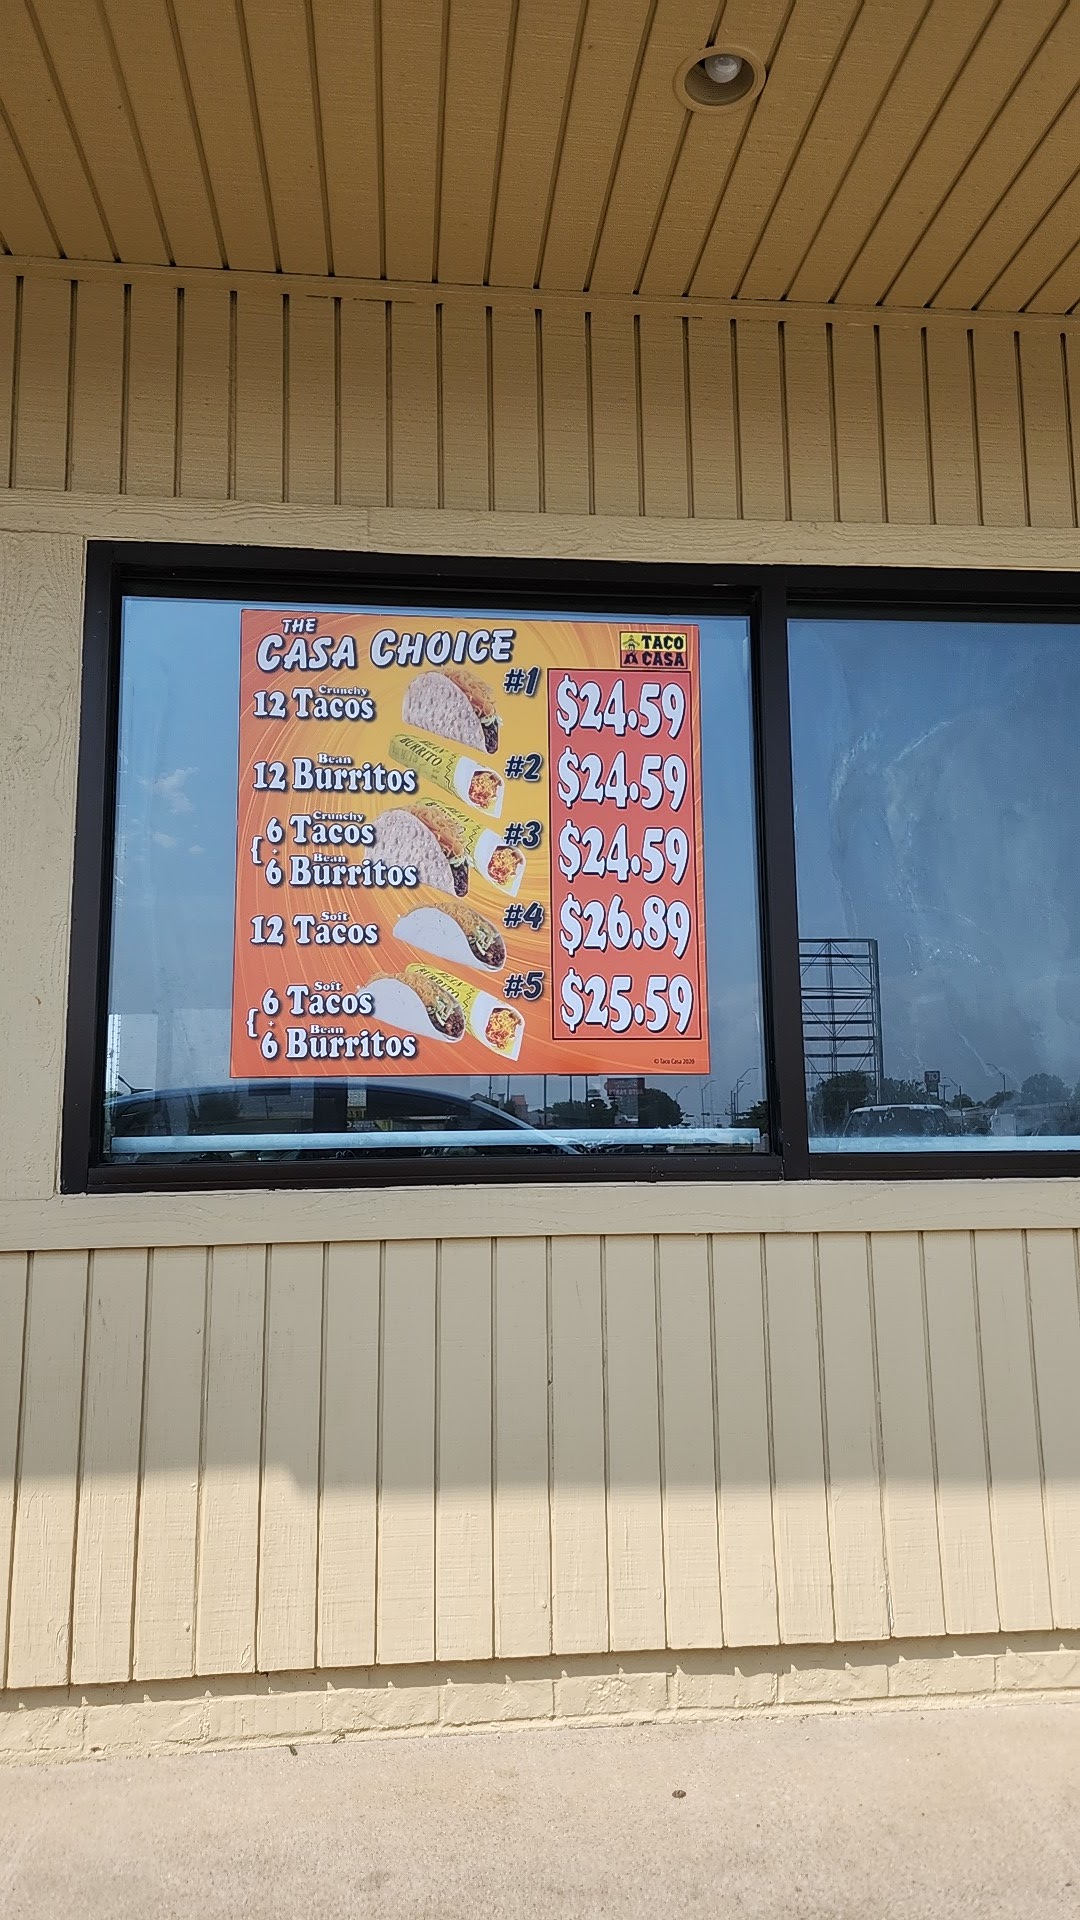 THE
CASA CHOICE
TACO
CASA
#1
Crunchy
12 Tacos
$24.59
#2
Bean
12 Burritos
$24.59
#3
Crunchy
6 Tacos
+
Bean
6 Burritos
$24.59
#4
Soft
12 Tacos
$26.89
#5
Soft
6 Tacos
+
Bean
6 Burritos
$25.59
BEAN
BURRITO
© Taco Casa 2020